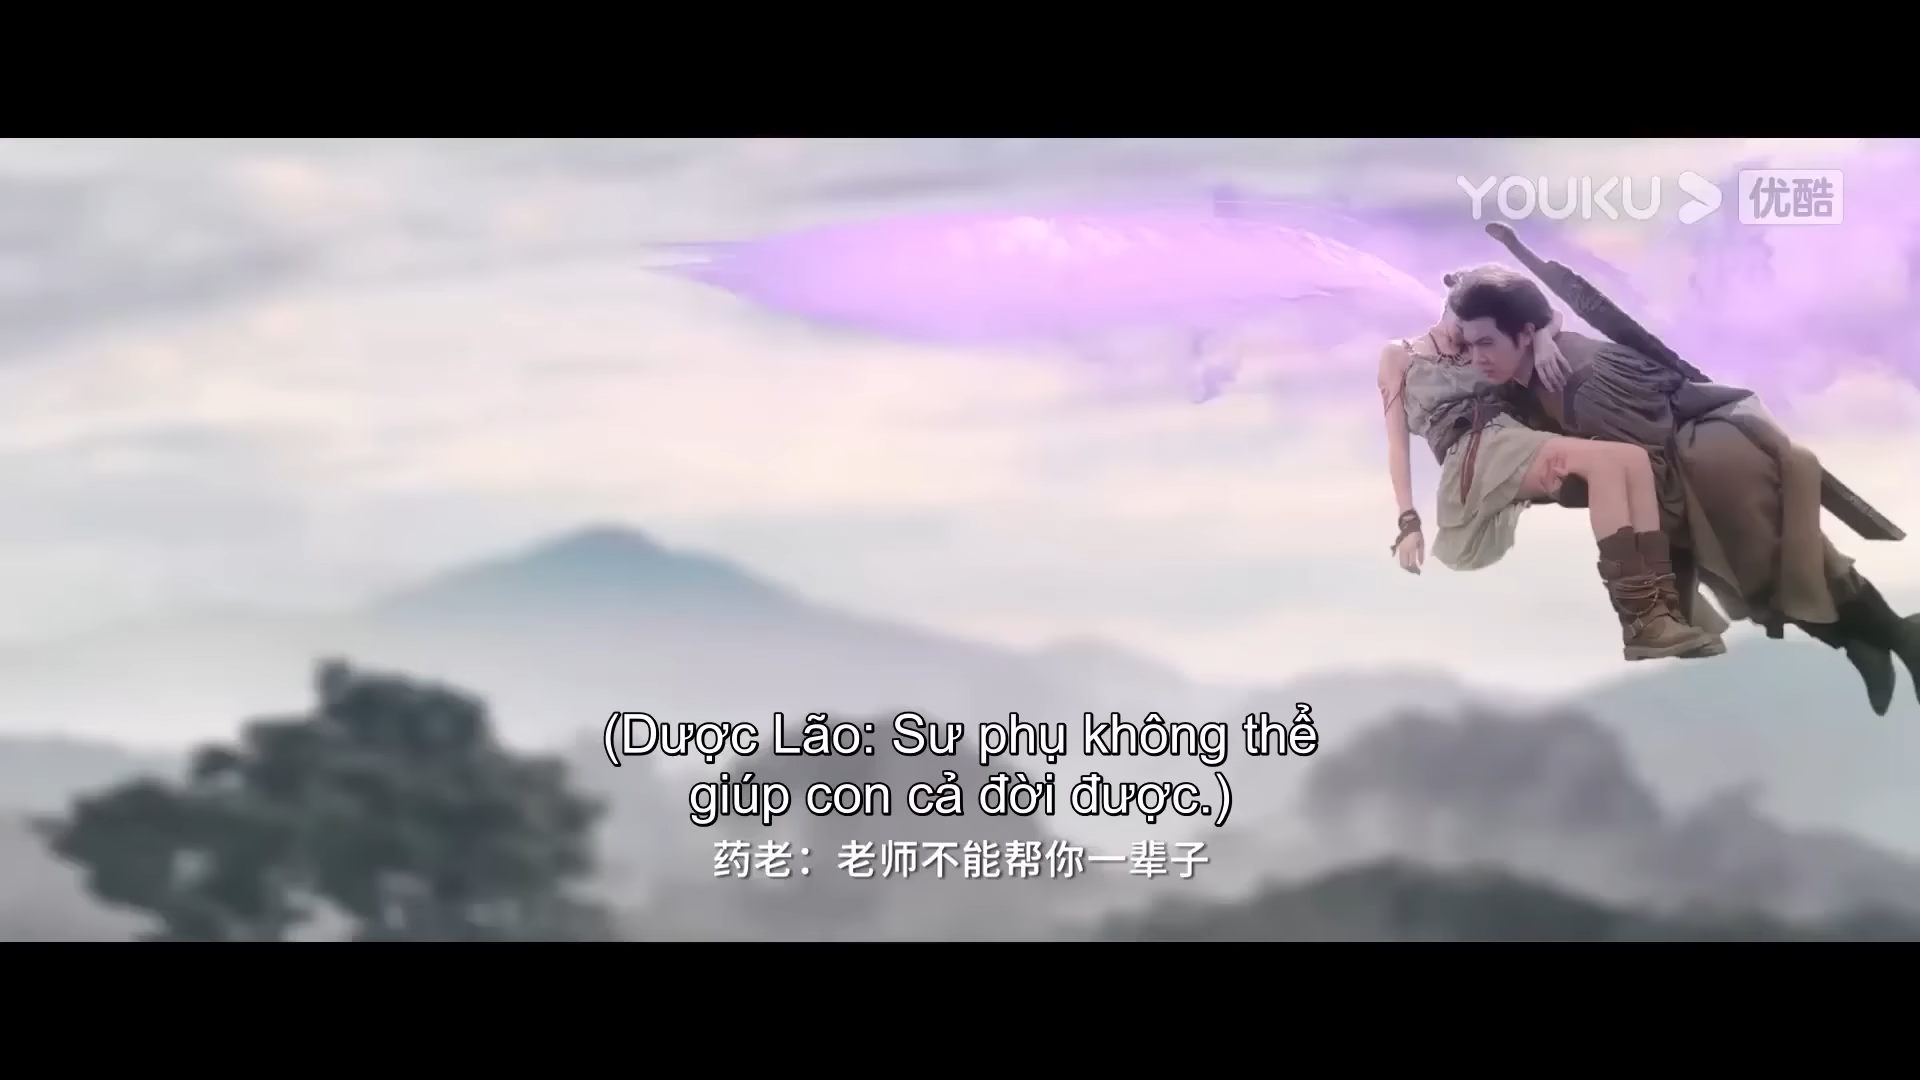 YOUKU 优酷
(Dược Lão: Sư phụ không thể
giúp con cả đời được.)
药老：老师不能帮你一辈子